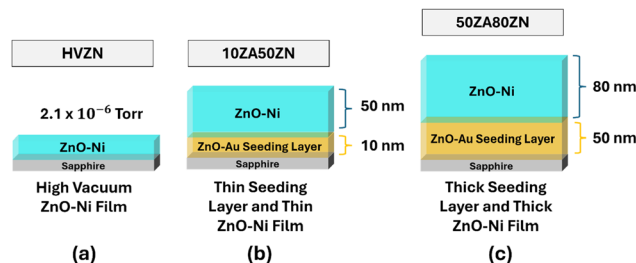 HVZN
2.1 x 10⁻⁶ Torr
ZnO-Ni
Sapphire
High Vacuum
ZnO-Ni Film
(a)
10ZA50ZN
ZnO-Ni
50 nm
ZnO-Au Seeding Layer
10 nm
Sapphire
Thin Seeding
Layer and Thin
ZnO-Ni Film
(b)
50ZA80ZN
ZnO-Ni
80 nm
ZnO-Au Seeding Layer
50 nm
Sapphire
Thick Seeding
Layer and Thick
ZnO-Ni Film
(c)